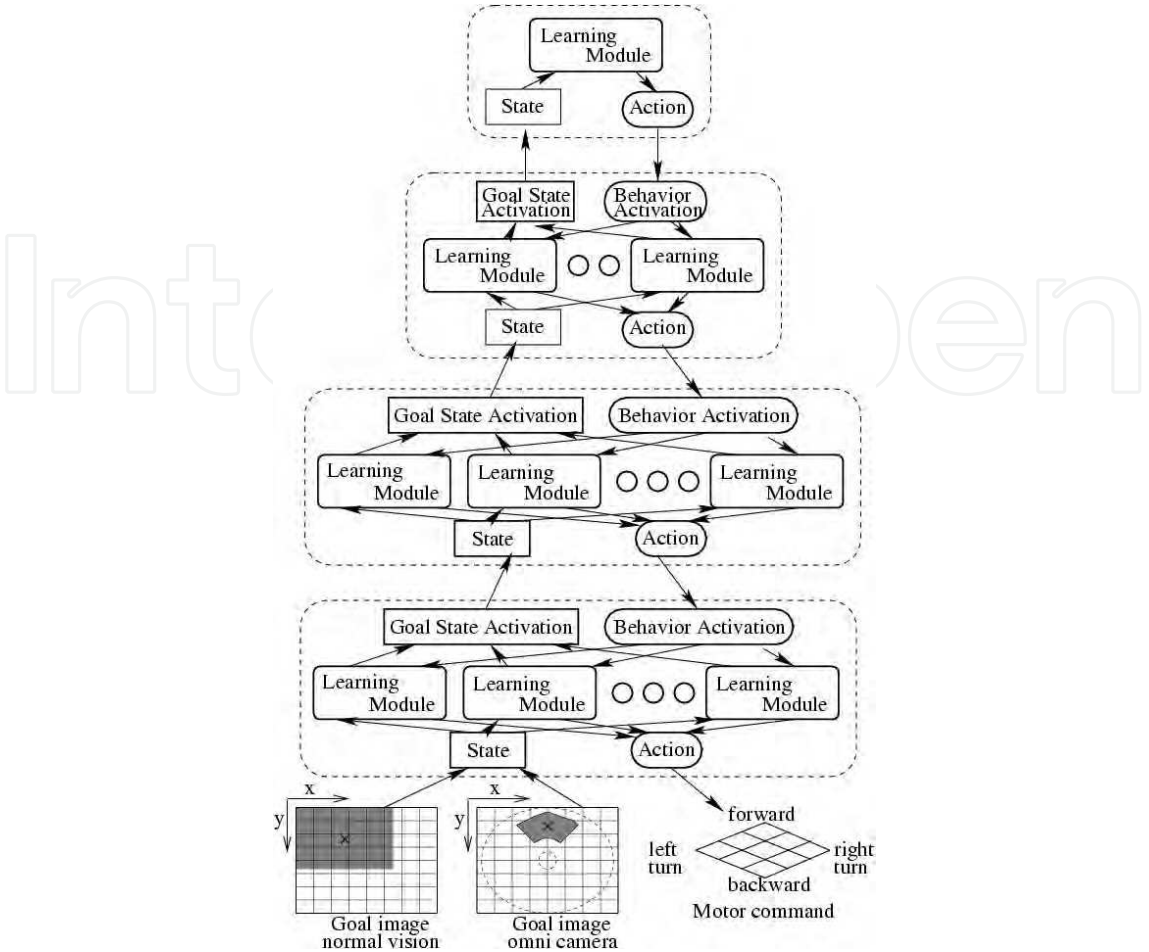 Learning
Module
State
Action
Goal State
Activation
Behavior
Activation
Learning
Module
Learning
Module
State
Action
Goal State Activation
Behavior Activation
Learning
Module
Learning
Module
Learning
Module
State
Action
Goal State Activation
Behavior Activation
Learning
Module
Learning
Module
Learning
Module
State
Action
x
y
x
y
forward
left
turn
right
turn
backward
Goal image
normal vision
Goal image
omni camera
Motor command